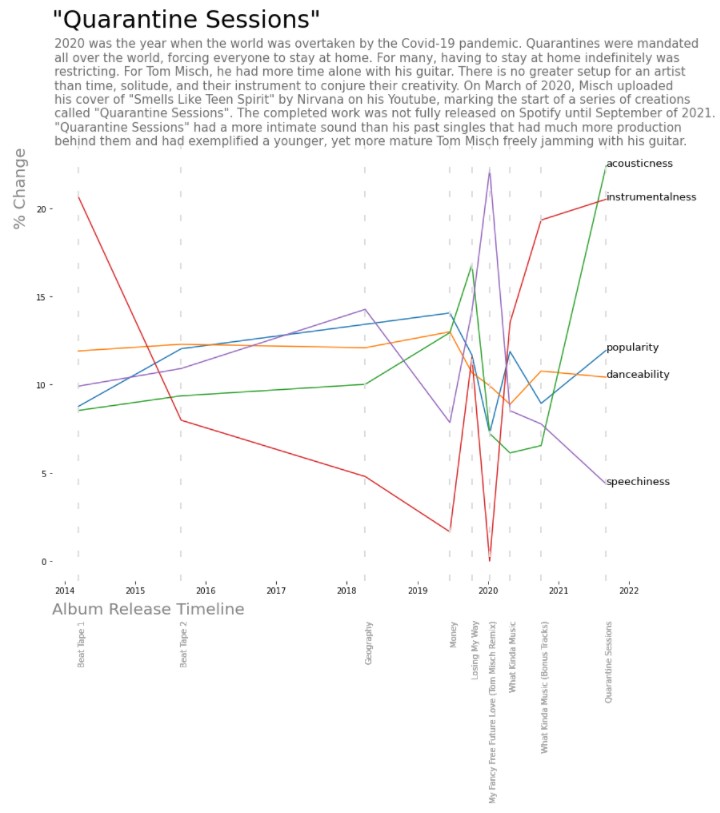 "Quarantine Sessions"
2020 was the year when the world was overtaken by the Covid-19 pandemic. Quarantines were mandated
all over the world, forcing everyone to stay at home. For many, having to stay at home indefinitely was
restricting. For Tom Misch, he had more time alone with his guitar. There is no greater setup for an artist
than time, solitude, and their instrument to conjure their creativity. On March of 2020, Misch uploaded
his cover of "Smells Like Teen Spirit" by Nirvana on his Youtube, marking the start of a series of creations
called "Quarantine Sessions". The completed work was not fully released on Spotify until September of 2021.
"Quarantine Sessions" had a more intimate sound than his past singles that had much more production
behind them and had exemplified a younger, yet more mature Tom Misch freely jamming with his guitar.
% Change
20
15
10
5
0
acousticness
instrumentalness
popularity
danceability
speechiness
2014 2015 2016 2017 2018 2019 2020 2021 2022
Album Release Timeline
Beat Tape 1
Beat Tape 2
Geography
Money
Losing My Way
My Fancy Free Future Love (Tom Misch Remix)
What Kinda Music
What Kinda Music (Bonus Tracks)
Quarantine Sessions